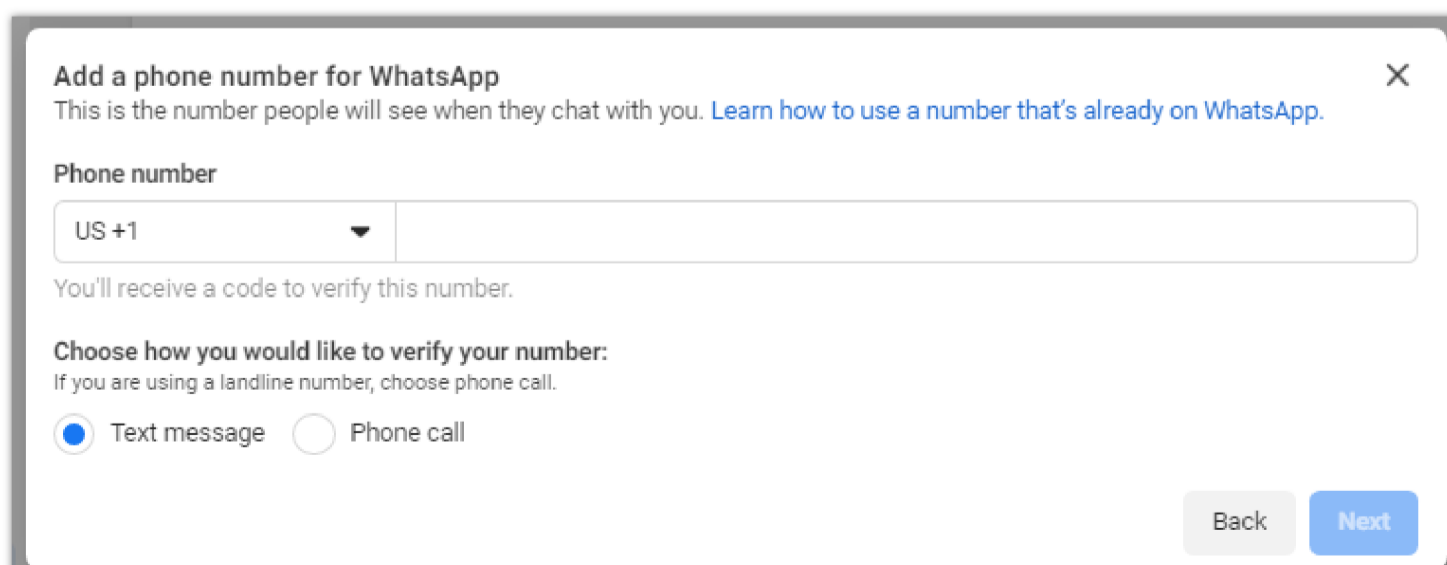 Add a phone number for WhatsApp
This is the number people will see when they chat with you. Learn how to use a number that's already on WhatsApp.
Phone number
US +1
You'll receive a code to verify this number.
Choose how you would like to verify your number:
If you are using a landline number, choose phone call.
Text message Phone call
Back Next